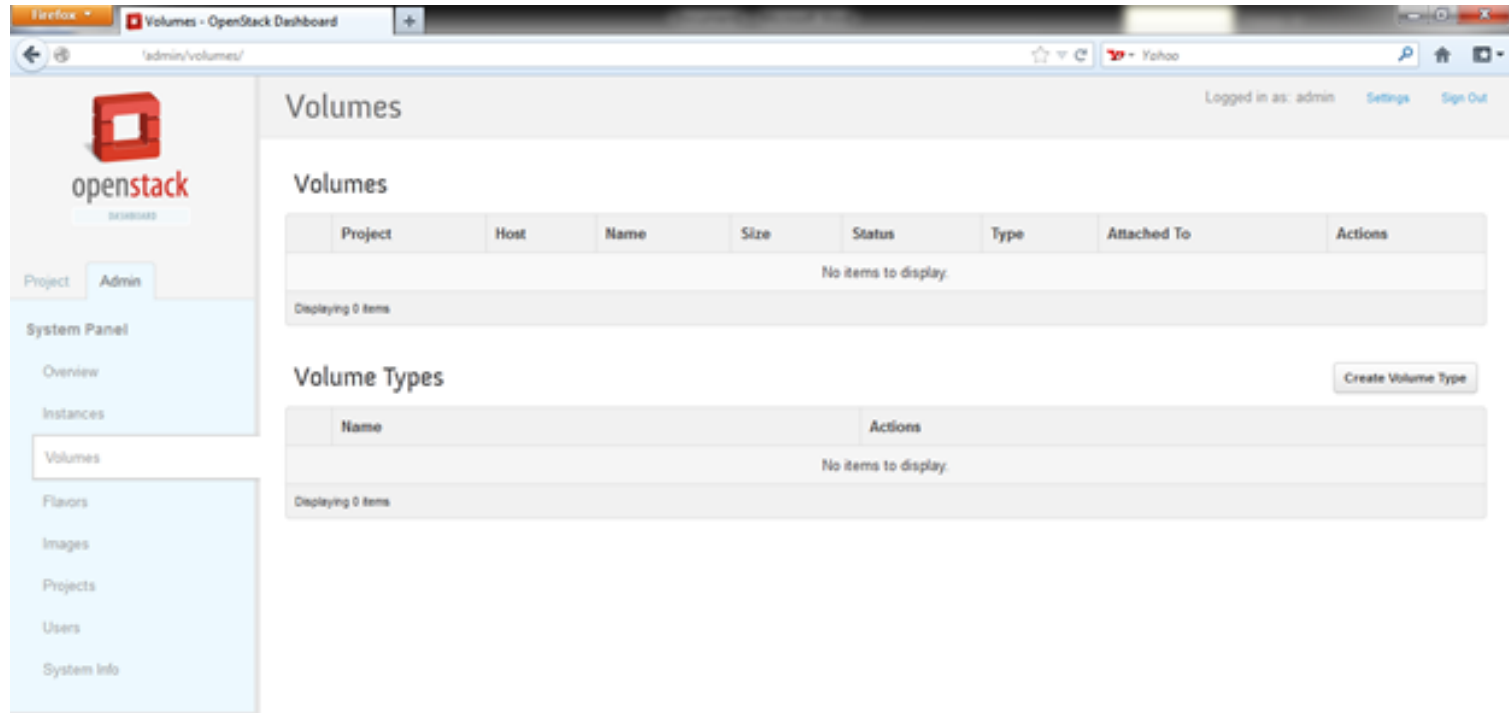 Firefox
Volumes - OpenStack Dashboard
/admin/volumes/
Yahoo
openstack
DASHBOARD
Project Admin
System Panel
Overview
Instances
Volumes
Flavors
Images
Projects
Users
System Info
Volumes
Logged in as: admin Settings Sign Out
Volumes
Project Host Name Size Status Type Attached To Actions
No items to display.
Displaying 0 items
Volume Types
Create Volume Type
Name Actions
No items to display.
Displaying 0 items